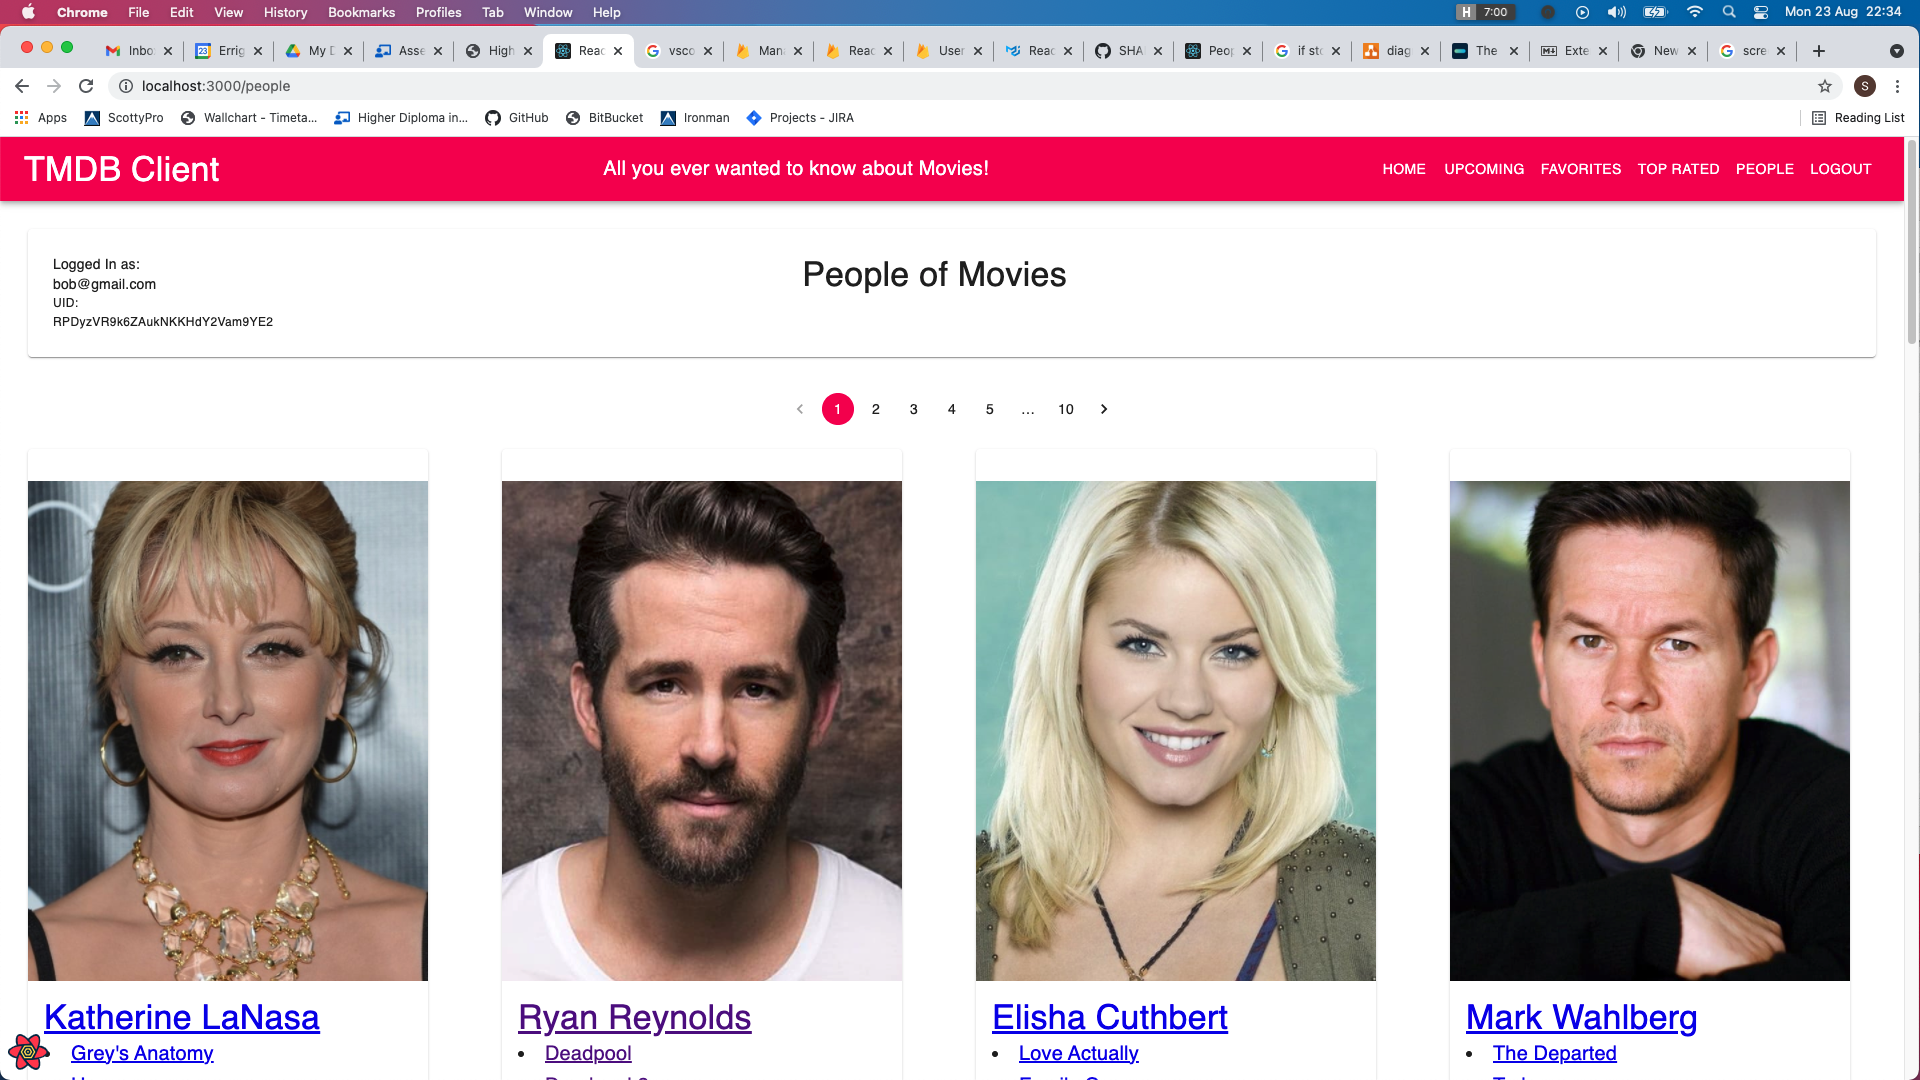 Chrome File Edit View History Bookmarks Profiles Tab Window Help H 7:00 Mon 23 Aug 22:34
Inbo 23 Errig My D Asse High Reac vsco Mana Reac User Reac SHA Peop if sto diag The Exte New scre
localhost:3000/people S
Apps ScottyPro Wallchart - Timeta... Higher Diploma in... GitHub BitBucket Ironman Projects - JIRA Reading List
TMDB Client All you ever wanted to know about Movies! HOME UPCOMING FAVORITES TOP RATED PEOPLE LOGOUT
Logged In as:
bob@gmail.com
UID:
RPDyzVR9k6ZAukNKKHdY2Vam9YE2
People of Movies
1 2 3 4 5 ... 10
Katherine LaNasa Ryan Reynolds Elisha Cuthbert Mark Wahlberg
Grey's Anatomy • Deadpool • Love Actually • The Departed